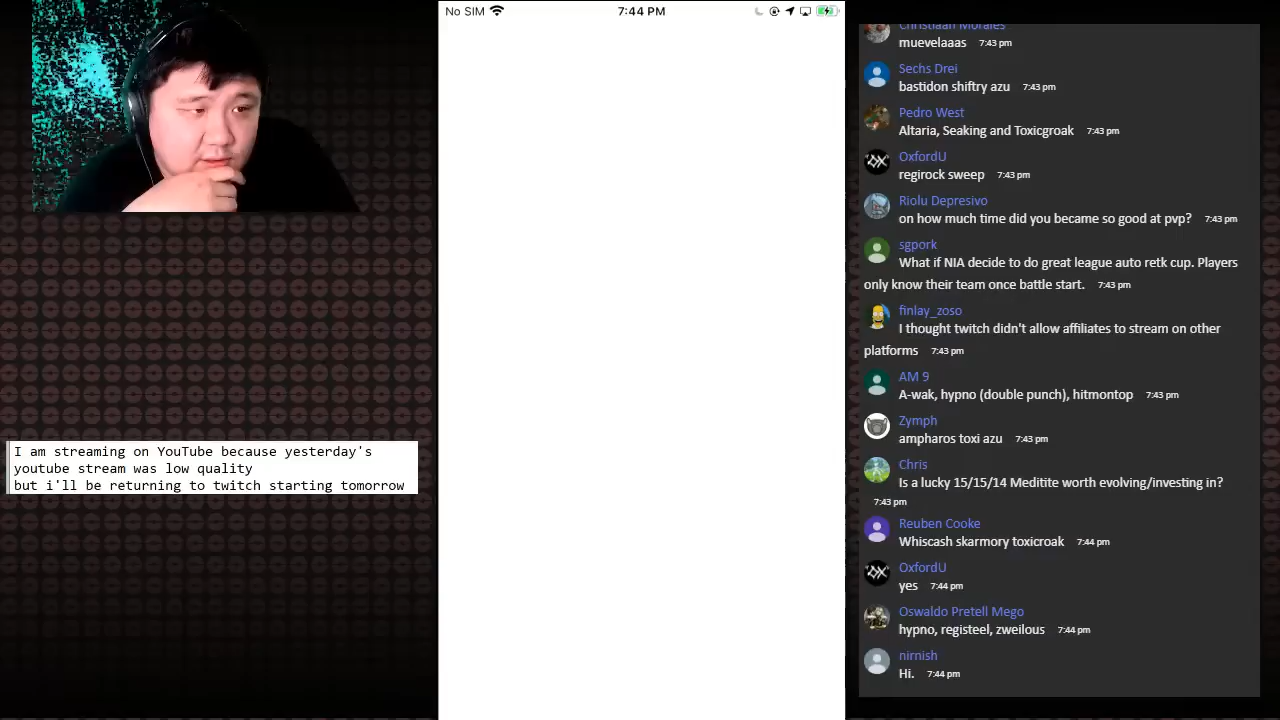 No SIM
7:44 PM
I am streaming on YouTube because yesterday's
youtube stream was low quality
but i'll be returning to twitch starting tomorrow
Christiaan Morales
muevelaaas 7:43 pm
Sechs Drei
bastidon shiftry azu 7:43 pm
Pedro West
Altaria, Seaking and Toxicgroak 7:43 pm
OxfordU
regirock sweep 7:43 pm
Riolu Depresivo
on how much time did you became so good at pvp? 7:43 pm
sgpork
What if NIA decide to do great league auto retk cup. Players
only know their team once battle start. 7:43 pm
finlay_zoso
I thought twitch didn't allow affiliates to stream on other
platforms 7:43 pm
AM 9
A-wak, hypno (double punch), hitmontop 7:43 pm
Zymph
ampharos toxi azu 7:43 pm
Chris
Is a lucky 15/15/14 Meditite worth evolving/investing in?
7:43 pm
Reuben Cooke
Whiscash skarmory toxicroak 7:44 pm
OxfordU
yes 7:44 pm
Oswaldo Pretell Mego
hypno, registeel, zweilous 7:44 pm
nirnish
Hi. 7:44 pm